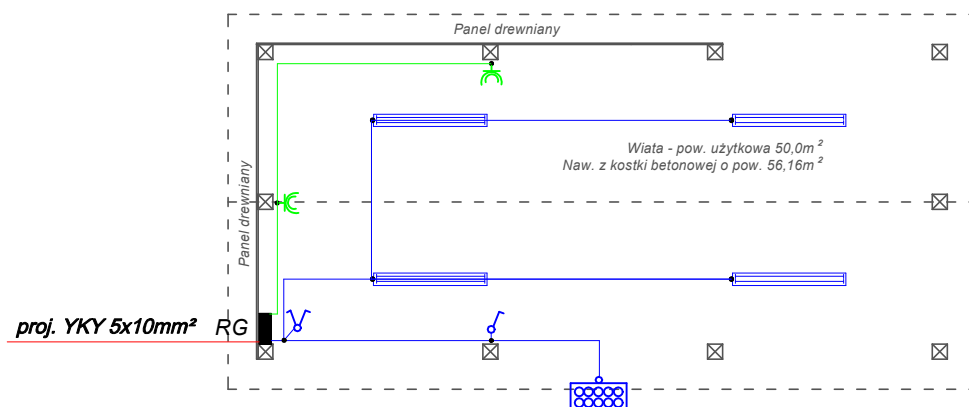 Panel drewniany
Wiata - pow. użytkowa 50,0m²
Naw. z kostki betonowej o pow. 56,16m²
Panel drewniany
proj. YKY 5x10mm² RG